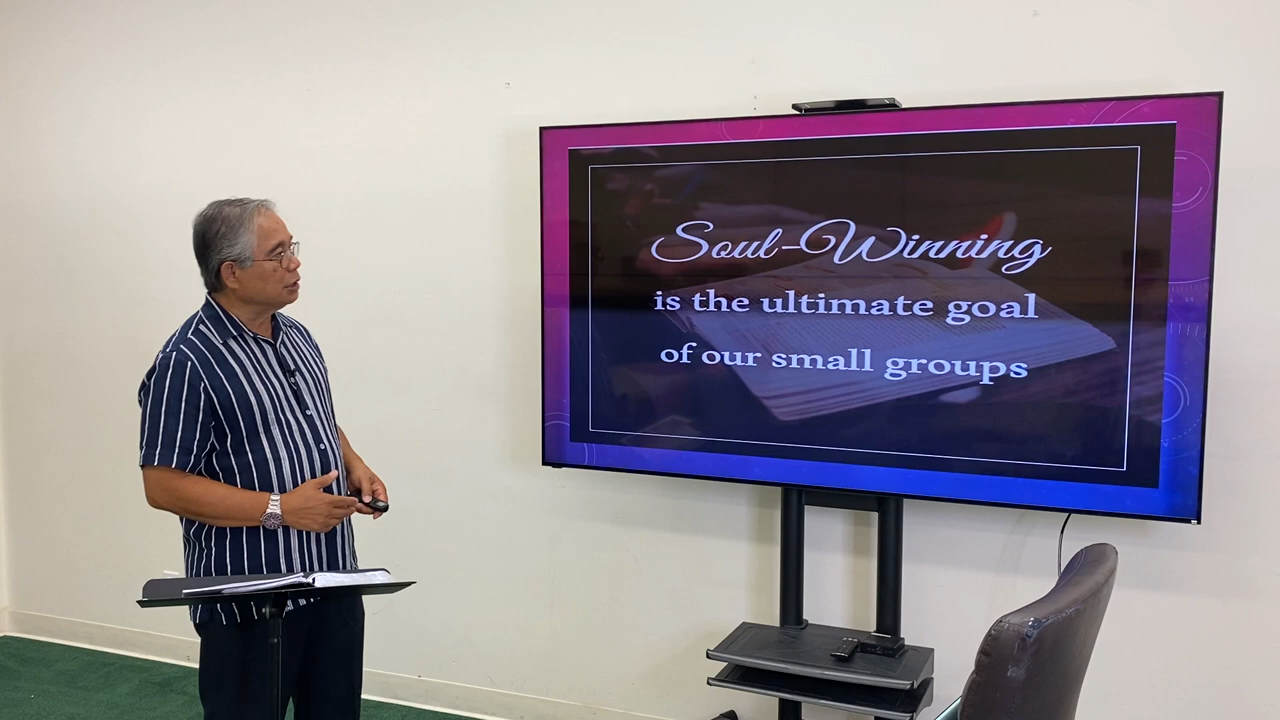 Soul-Winning
is the ultimate goal
of our small groups